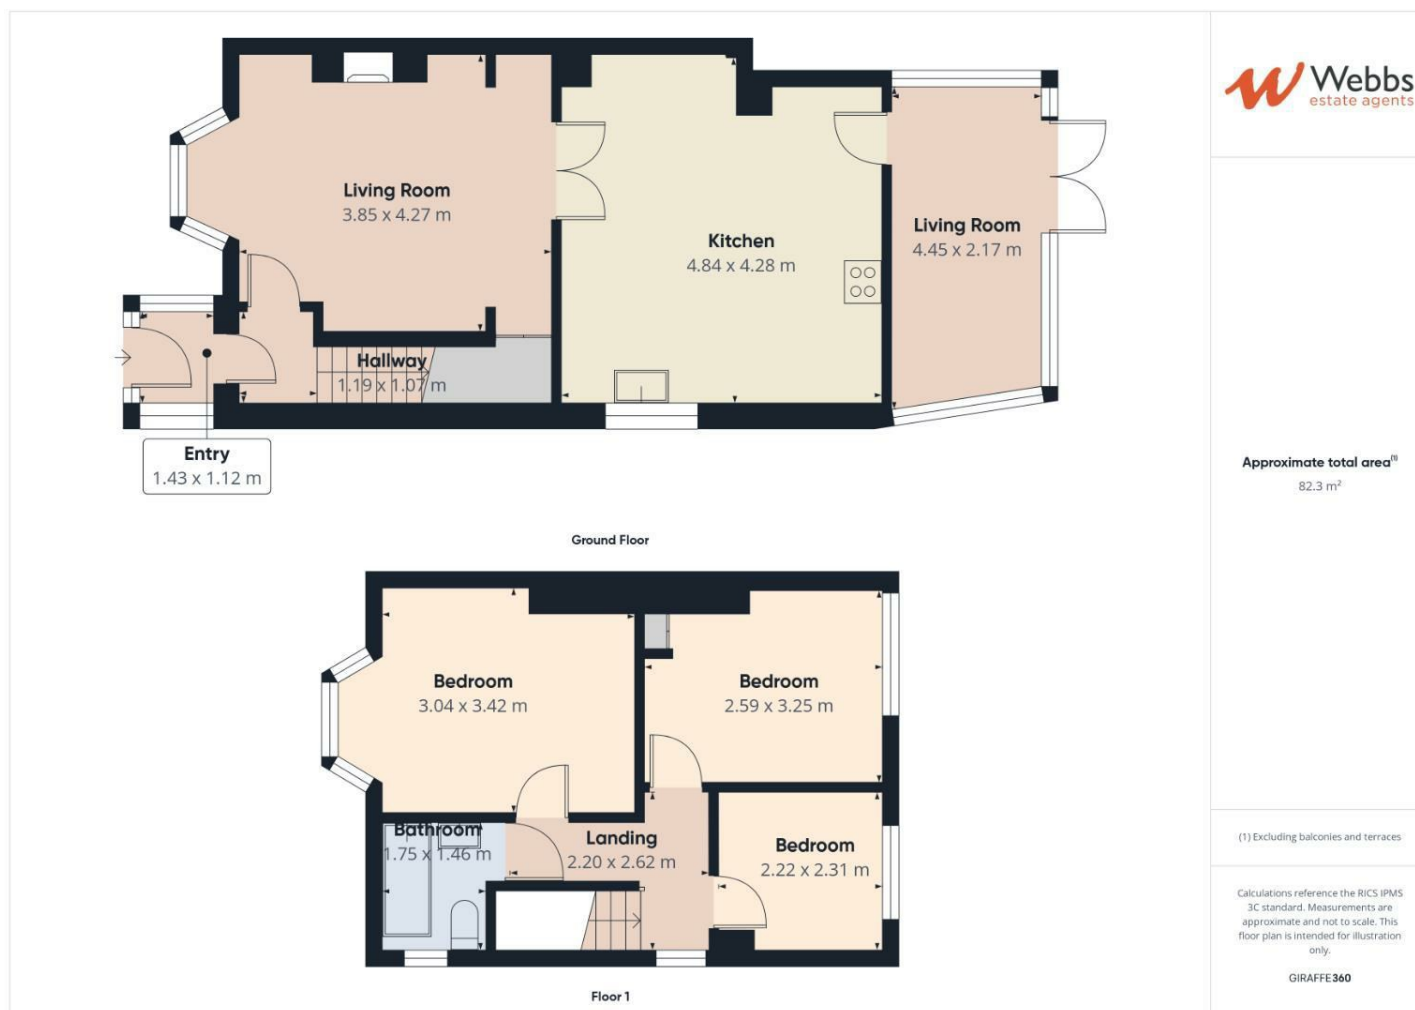 Living Room
3.85 x 4.27 m
Kitchen
4.84 x 4.28 m
Living Room
4.45 x 2.17 m
Hallway
1.19 x 1.07 m
Entry
1.43 x 1.12 m
Ground Floor
Bedroom
3.04 x 3.42 m
Bedroom
2.59 x 3.25 m
Bathroom
1.75 x 1.46 m
Landing
2.20 x 2.62 m
Bedroom
2.22 x 2.31 m
Floor 1
Webbs
estate agents
Approximate total area(1)
82.3 m²
(1) Excluding balconies and terraces
Calculations reference the RICS IPMS
3C standard. Measurements are
approximate and not to scale. This
floor plan is intended for illustration
only.
GIRAFFE360